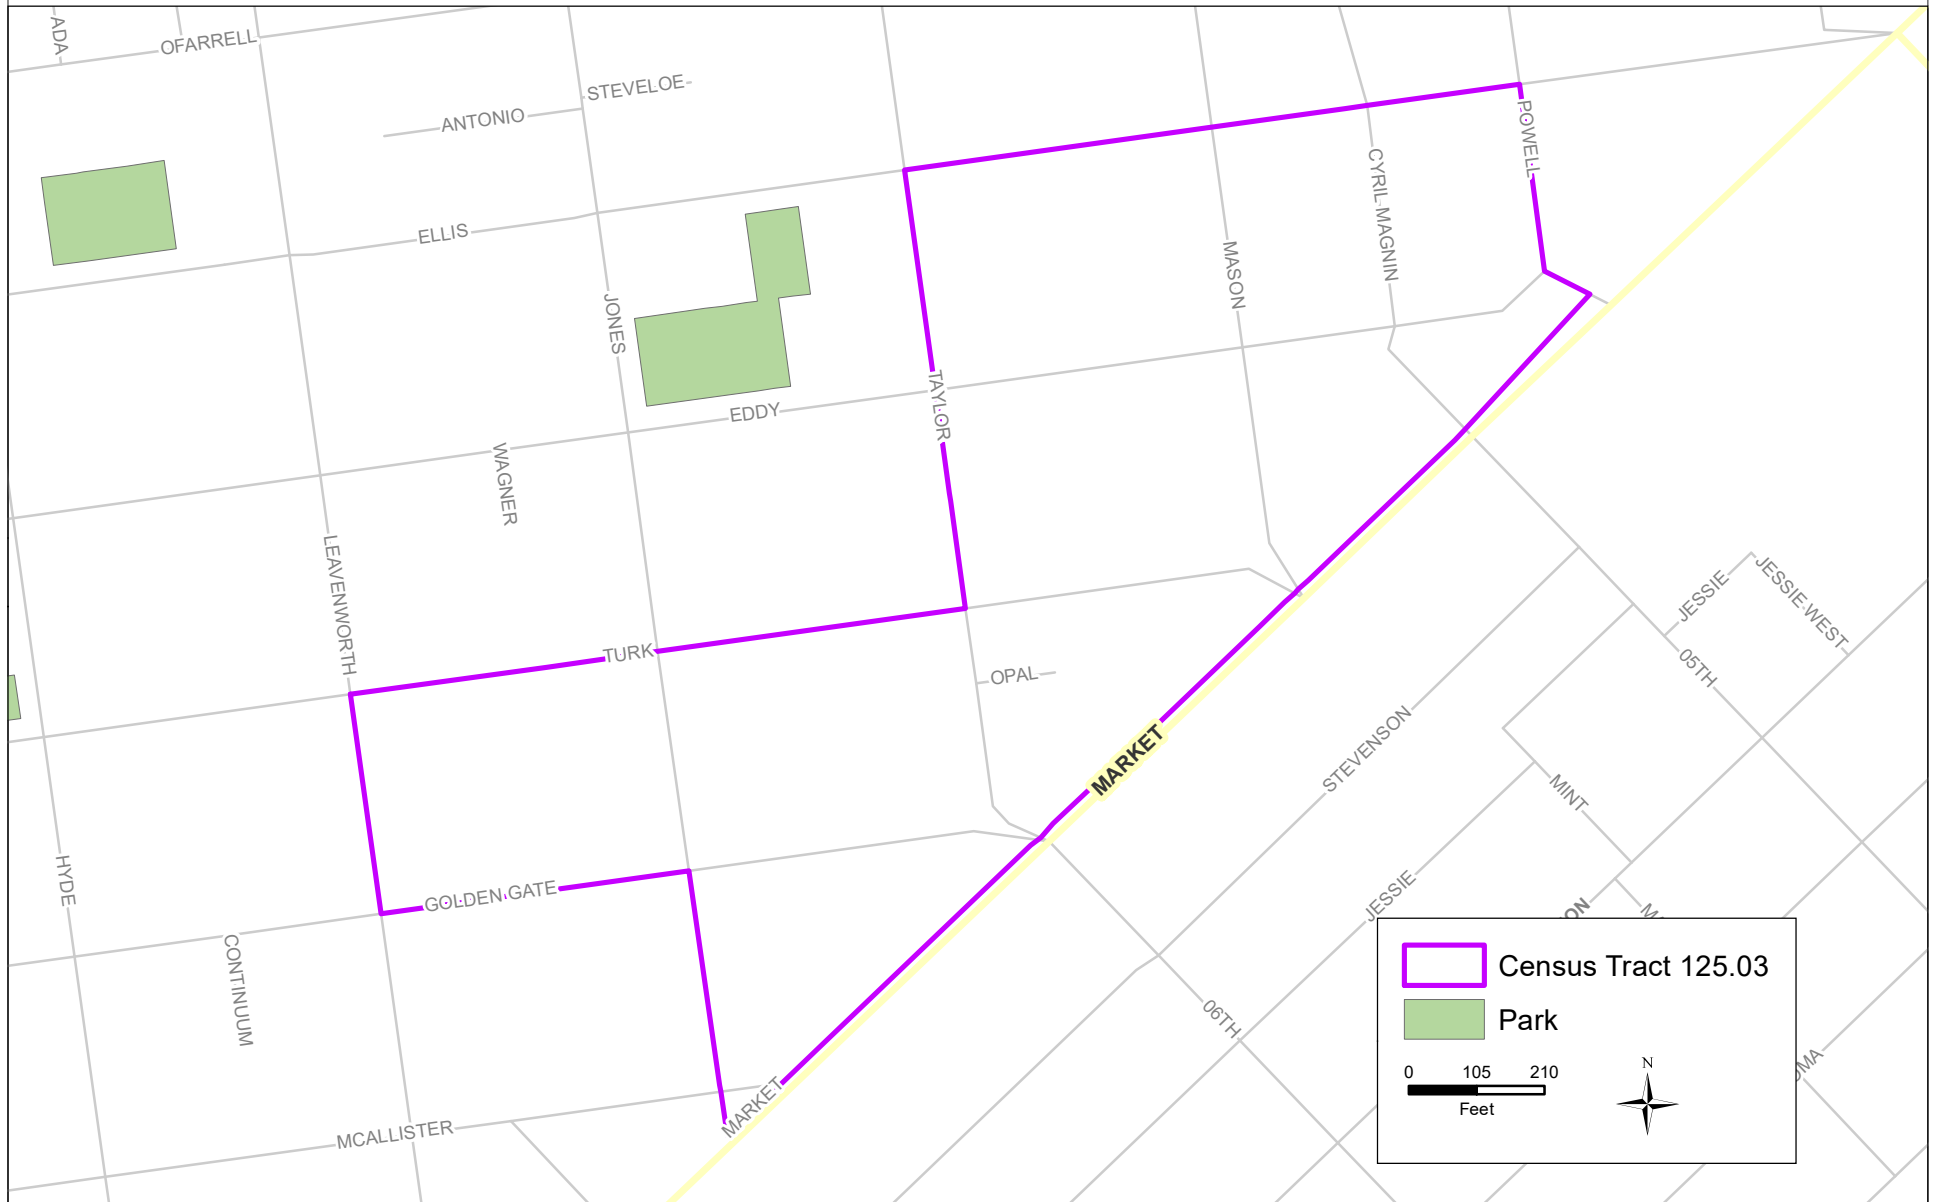 ADA
OFARRELL
STEVELOE
ANTONIO
POWELL
CYRIL MAGNIN
ELLIS
MASON
JONES
TAYLOR
EDDY
WAGNER
LEAVENWORTH
JESSIE
JESSIE WEST
TURK
05TH
OPAL
STEVENSON
MARKET
MINT
HYDE
GOLDEN GATE
JESSIE
CONTINUUM
06TH
MARKET
MCALLISTER
Census Tract 125.03
Park
0 105 210
Feet
N